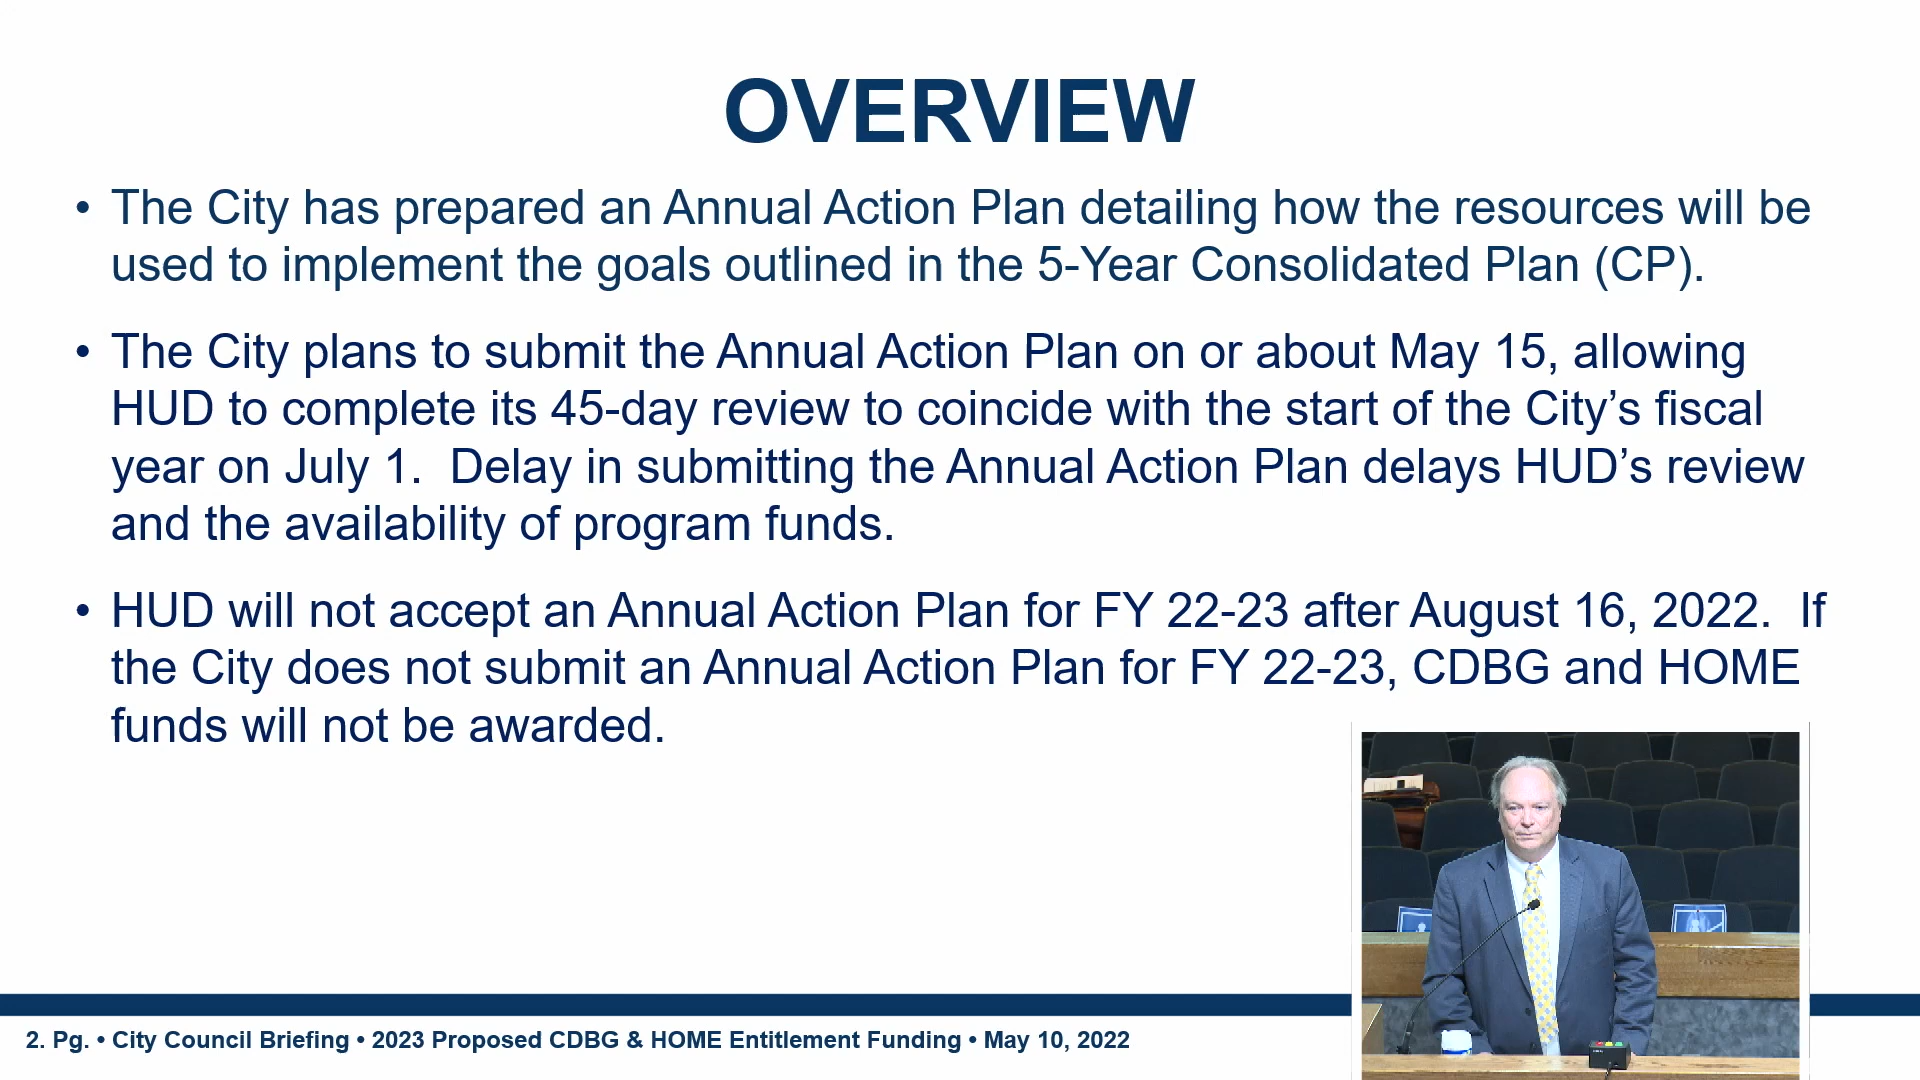 OVERVIEW
• The City has prepared an Annual Action Plan detailing how the resources will be
used to implement the goals outlined in the 5-Year Consolidated Plan (CP).
• The City plans to submit the Annual Action Plan on or about May 15, allowing
HUD to complete its 45-day review to coincide with the start of the City’s fiscal
year on July 1.  Delay in submitting the Annual Action Plan delays HUD’s review
and the availability of program funds.
• HUD will not accept an Annual Action Plan for FY 22-23 after August 16, 2022.  If
the City does not submit an Annual Action Plan for FY 22-23, CDBG and HOME
funds will not be awarded.
2. Pg. • City Council Briefing • 2023 Proposed CDBG & HOME Entitlement Funding • May 10, 2022